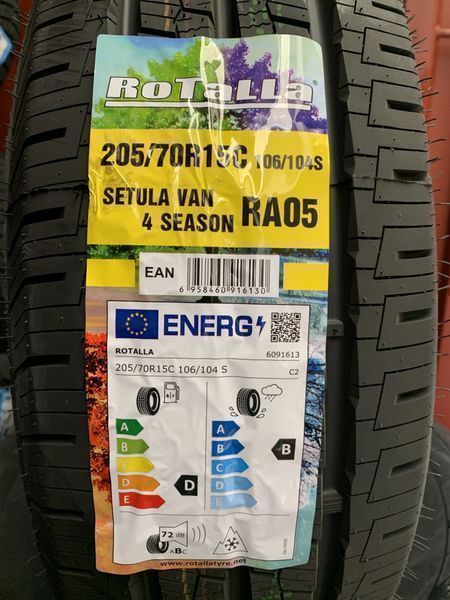 RoTalla
205/70R15C 106/104S
SETULA VAN
4 SEASON RA05
EAN
6 958460 916130
ENERG
ROTALLA 6091613
205/70R15C 106/104 S C2
A A
B B B
C C
D D D
E E
72 dB
ABC
www.rotallatyre.net